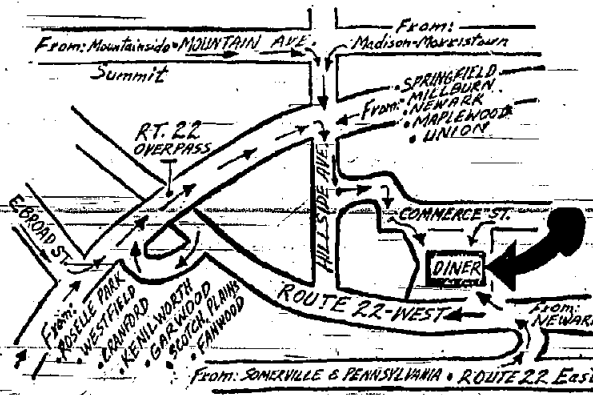 From: Mountainside-MOUNTAIN AVE.
Summit
From:
Madison-Morristown
From:
• SPRINGFIELD
• MILLBURN
• NEWARK
• MAPLEWOOD
• UNION
RT. 22
OVERPASS
E/BROAD ST.
HILLSIDE AVE.
COMMERCE ST.
DINER
ROUTE 22-WEST
From:
NEWARK
From:
• ROSELLE PARK
• WESTFIELD
• CRANFORD
• KENILWORTH
• GARWOOD
• SCOTCH PLAINS
• FANWOOD
From: SOMERVILLE & PENNSYLVANIA • ROUTE 22 East